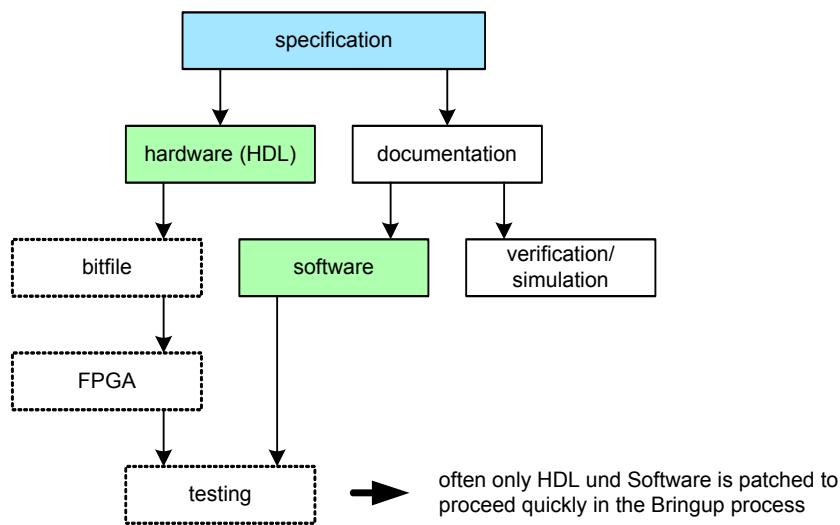 specification
hardware (HDL)
documentation
bitfile
software
verification/
simulation
FPGA
testing
often only HDL und Software is patched to
proceed quickly in the Bringup process